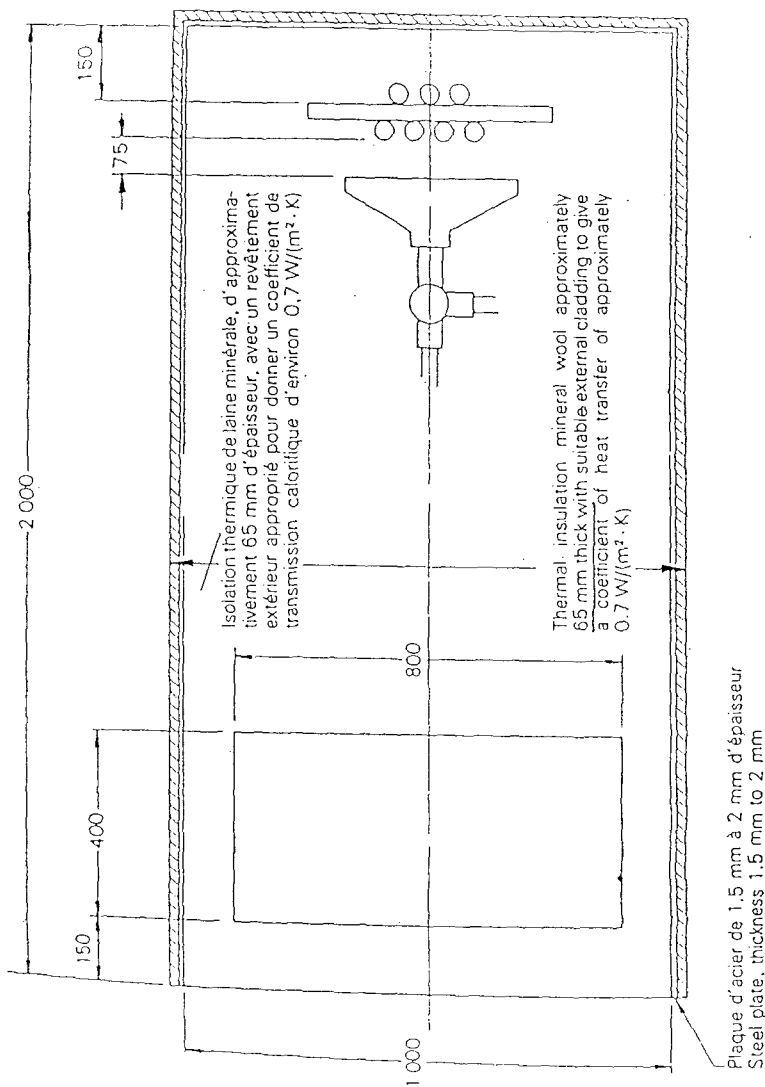 2 000
150
75
400
150
800
1 000
Isolation thermique de laine minérale, d'approxima-
tivement 65 mm d'épaisseur, avec un revêtement
extérieur approprié pour donner un coefficient de
transmission calorifique d'environ 0,7 W/(m² · K)
Thermal insulation mineral wool approximately
65 mm thick with suitable external cladding to give
a coefficient of heat transfer of approximately
0.7 W/(m² · K)
Plaque d'acier de 1,5 mm à 2 mm d'épaisseur
Steel plate, thickness 1.5 mm to 2 mm